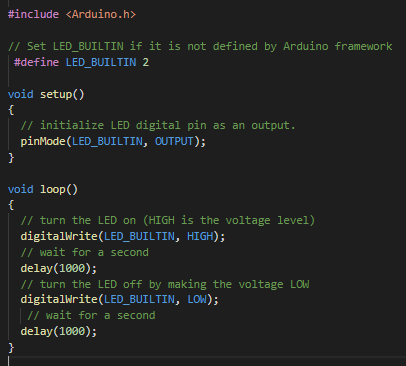 #include <Arduino.h>

// Set LED_BUILTIN if it is not defined by Arduino framework
 #define LED_BUILTIN 2

void setup()
{
  // initialize LED digital pin as an output.
  pinMode(LED_BUILTIN, OUTPUT);
}

void loop()
{
  // turn the LED on (HIGH is the voltage level)
  digitalWrite(LED_BUILTIN, HIGH);
  // wait for a second
  delay(1000);
  // turn the LED off by making the voltage LOW
  digitalWrite(LED_BUILTIN, LOW);
   // wait for a second
  delay(1000);
}